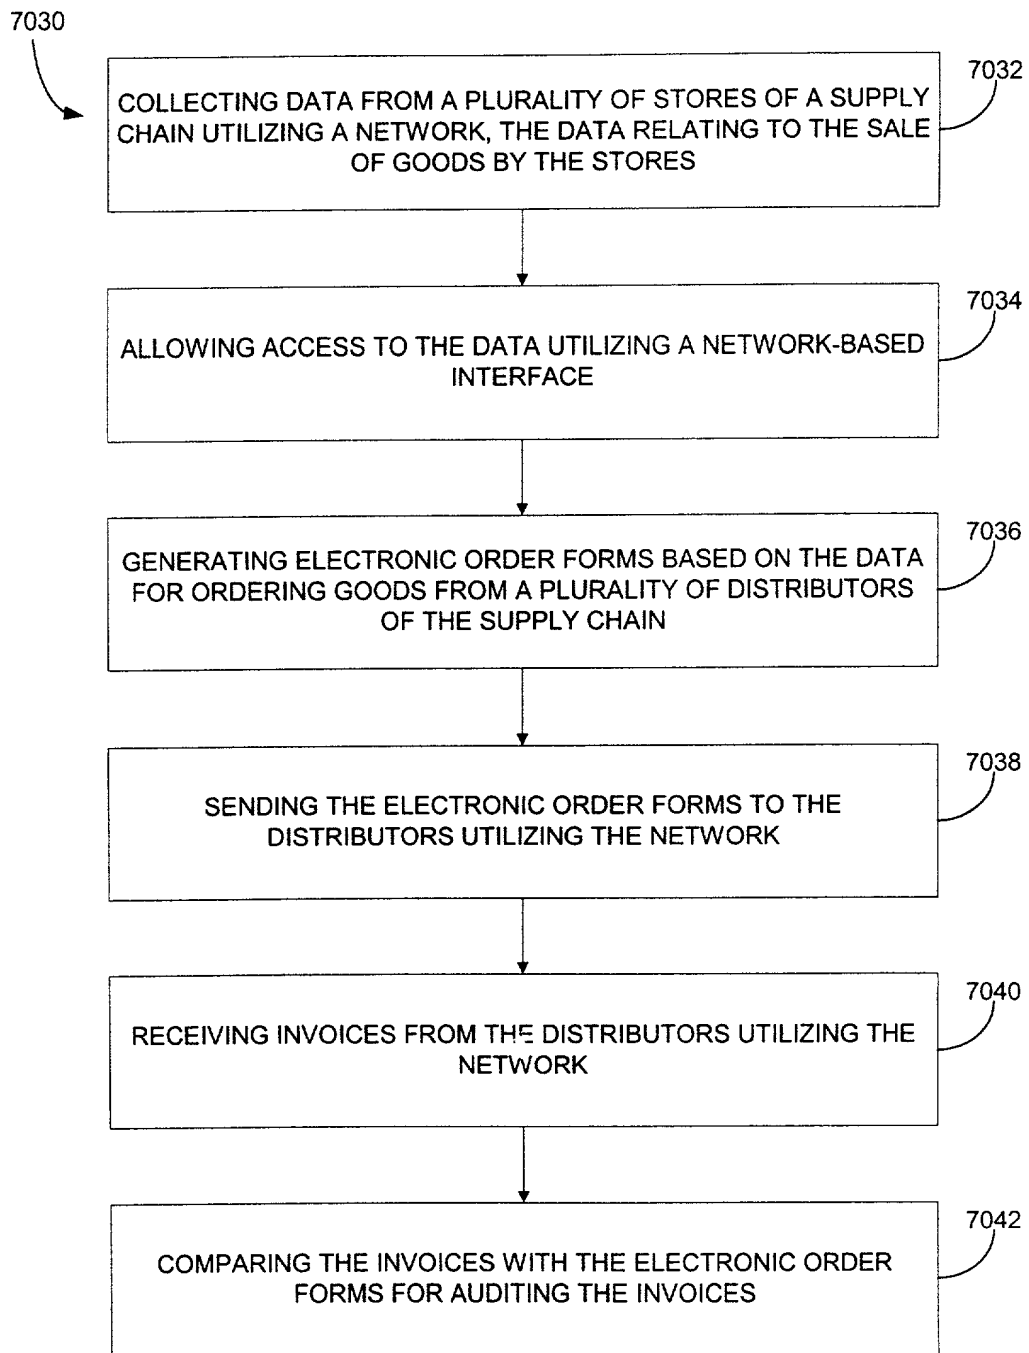 7030
7032
COLLECTING DATA FROM A PLURALITY OF STORES OF A SUPPLY
CHAIN UTILIZING A NETWORK, THE DATA RELATING TO THE SALE
OF GOODS BY THE STORES
7034
ALLOWING ACCESS TO THE DATA UTILIZING A NETWORK-BASED
INTERFACE
7036
GENERATING ELECTRONIC ORDER FORMS BASED ON THE DATA
FOR ORDERING GOODS FROM A PLURALITY OF DISTRIBUTORS
OF THE SUPPLY CHAIN
7038
SENDING THE ELECTRONIC ORDER FORMS TO THE
DISTRIBUTORS UTILIZING THE NETWORK
7040
RECEIVING INVOICES FROM THE DISTRIBUTORS UTILIZING THE
NETWORK
7042
COMPARING THE INVOICES WITH THE ELECTRONIC ORDER
FORMS FOR AUDITING THE INVOICES